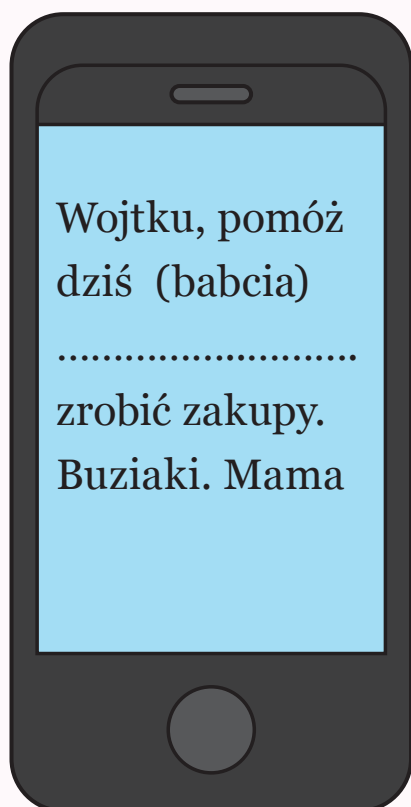 Wojtku, pomóż
dziś (babcia)
...........................
zrobić zakupy.
Buziaki. Mama